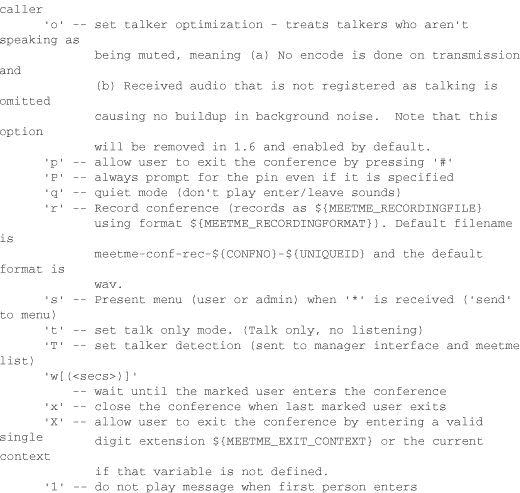 caller
'o' -- set talker optimization - treats talkers who aren't
speaking as
being muted, meaning (a) No encode is done on transmission
and
(b) Received audio that is not registered as talking is
omitted
causing no buildup in background noise.  Note that this
option
will be removed in 1.6 and enabled by default.
'p' -- allow user to exit the conference by pressing '#'
'P' -- always prompt for the pin even if it is specified
'q' -- quiet mode (don't play enter/leave sounds)
'r' -- Record conference (records as ${MEETME_RECORDINGFILE}
using format ${MEETME_RECORDINGFORMAT}). Default filename
is
meetme-conf-rec-${CONFNO}-${UNIQUEID} and the default
format is
wav.
's' -- Present menu (user or admin) when '*' is received ('send'
to menu)
't' -- set talk only mode. (Talk only, no listening)
'T' -- set talker detection (sent to manager interface and meetme
list)
'w[(<secs>)]'
-- wait until the marked user enters the conference
'x' -- close the conference when last marked user exits
'X' -- allow user to exit the conference by entering a valid
single
digit extension ${MEETME_EXIT_CONTEXT} or the current
context
if that variable is not defined.
'1' -- do not play message when first person enters